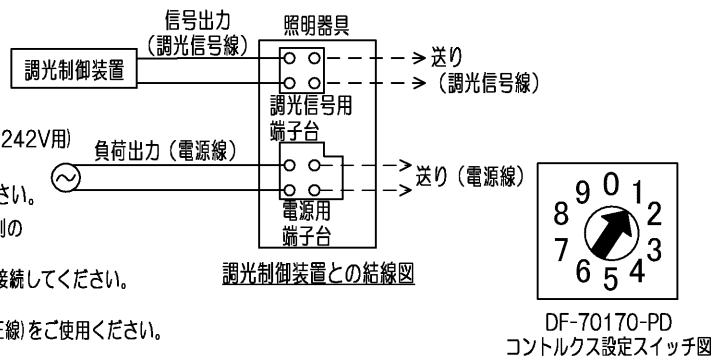 信号出力
（調光信号線）
照明器具
調光制御装置
送り
（調光信号線）
調光信号用
端子台
242V用)
負荷出力（電源線）
送り（電源線）
さい。
電源用
端子台
別の
接続してください。
調光制御装置との結線図
圧線)をご使用ください。
0
1
2
3
4
5
6
7
8
9
DF-70170-PD
コントルクス設定スイッチ図